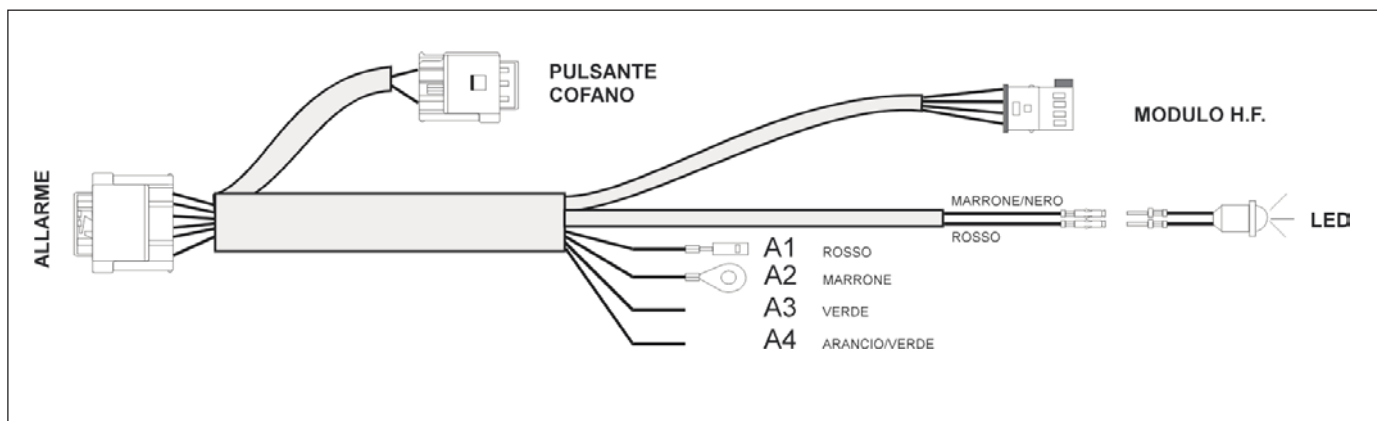 PULSANTE
COFANO
MODULO H.F.
ALLARME
MARRONE/NERO
ROSSO
LED
A1 ROSSO
A2 MARRONE
A3 VERDE
A4 ARANCIO/VERDE